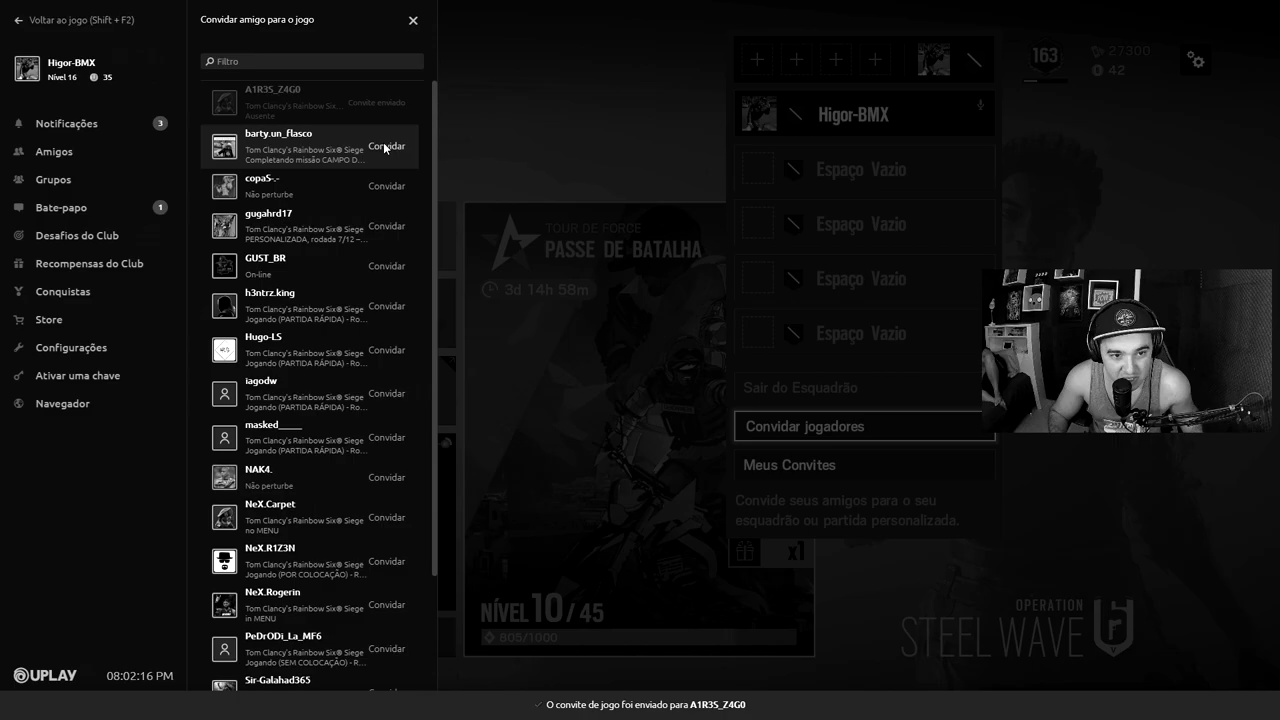 Voltar ao jogo (Shift + F2)
Higor-BMX
Nível 16
35
Notificações
3
Amigos
Grupos
Bate-papo
1
Desafios do Club
Recompensas do Club
Conquistas
Store
Configurações
Ativar uma chave
Navegador
UPLAY
08:02:16 PM
Convidar amigo para o jogo
Filtro
A1R3S_Z4G0
Tom Clancy's Rainbow Six...
Ausente
Convite enviado
barty.un_flasco
Tom Clancy's Rainbow Six® Siege
Completando missão CAMPO D...
Convidar
copaS-.-
Não perturbe
Convidar
gugahrd17
Tom Clancy's Rainbow Six® Siege
PERSONALIZADA, rodada 7/12 –...
Convidar
GUST_BR
On-line
Convidar
h3ntrz.king
Tom Clancy's Rainbow Six® Siege
Jogando (PARTIDA RÁPIDA) - Ro...
Convidar
Hugo-LS
Tom Clancy's Rainbow Six® Siege
Jogando (PARTIDA RÁPIDA) - Ro...
Convidar
iagodw
Tom Clancy's Rainbow Six® Siege
Jogando (PARTIDA RÁPIDA) - Ro...
Convidar
masked_____
Tom Clancy's Rainbow Six® Siege
Jogando (PARTIDA RÁPIDA) - Ro...
Convidar
NAK4.
Não perturbe
Convidar
NeX.Carpet
Tom Clancy's Rainbow Six® Siege
no MENU
Convidar
NeX.R1Z3N
Tom Clancy's Rainbow Six® Siege
Jogando (POR COLOCAÇÃO) - R...
Convidar
NeX.Rogerin
Tom Clancy's Rainbow Six® Siege
in MENU
Convidar
PeDrODi_La_MF6
Tom Clancy's Rainbow Six® Siege
Jogando (SEM COLOCAÇÃO) - R...
Convidar
Sir-Galahad365
TOUR DE FORCE
PASSE DE BATALHA
3d 14h 58m
NÍVEL 10/45
805/1000
x1
Higor-BMX
Espaço Vazio
Espaço Vazio
Espaço Vazio
Espaço Vazio
Sair do Esquadrão
Convidar jogadores
Meus Convites
Convide seus amigos para o seu
esquadrão ou partida personalizada.
163
27300
42
OPERATION
STEEL WAVE
O convite de jogo foi enviado para A1R3S_Z4G0